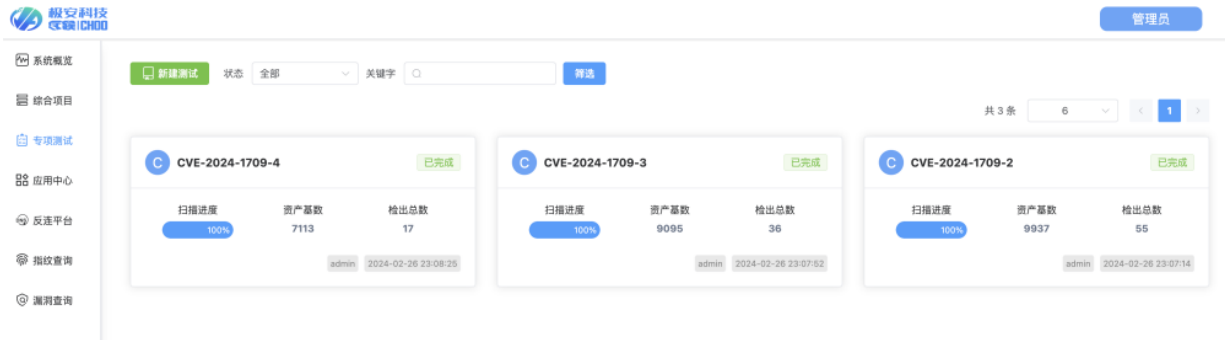 极安科技
管理员
系统概览
综合项目
专项测试
应用中心
反连平台
指纹查询
漏洞查询
新建测试 状态 全部 关键字 筛选
共 3 条 6 1
C CVE-2024-1709-4 已完成
扫描进度 资产基数 检出总数
100% 7113 17
admin 2024-02-26 23:08:25
C CVE-2024-1709-3 已完成
扫描进度 资产基数 检出总数
100% 9095 36
admin 2024-02-26 23:07:52
C CVE-2024-1709-2 已完成
扫描进度 资产基数 检出总数
100% 9937 55
admin 2024-02-26 23:07:14